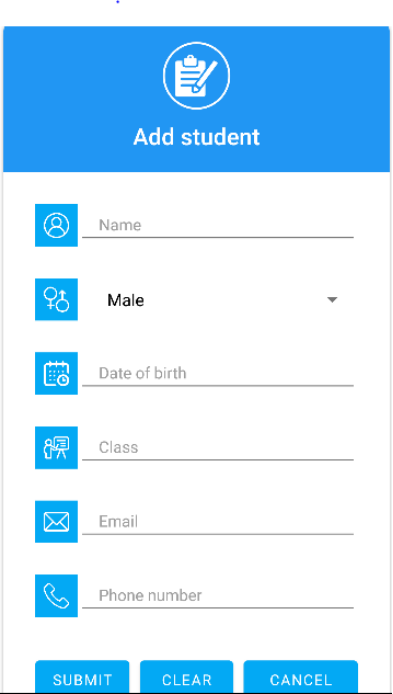 Add student
Name
Male
Date of birth
Class
Email
Phone number
SUBMIT CLEAR CANCEL